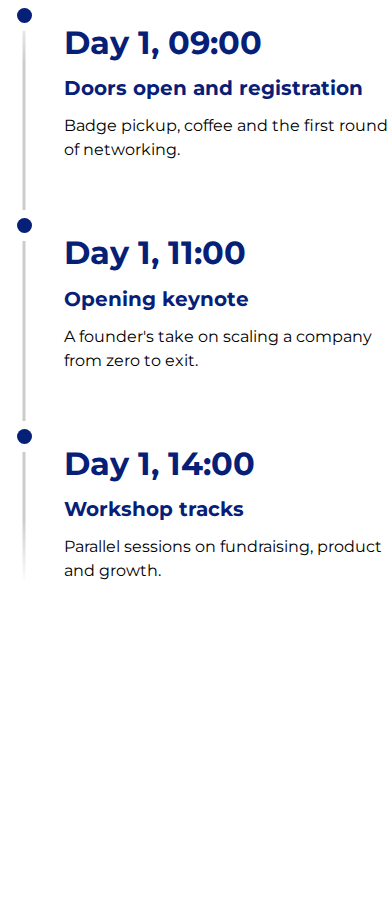 Day 1, 09:00
Doors open and registration
Badge pickup, coffee and the first round
of networking.
Day 1, 11:00
Opening keynote
A founder's take on scaling a company
from zero to exit.
Day 1, 14:00
Workshop tracks
Parallel sessions on fundraising, product
and growth.